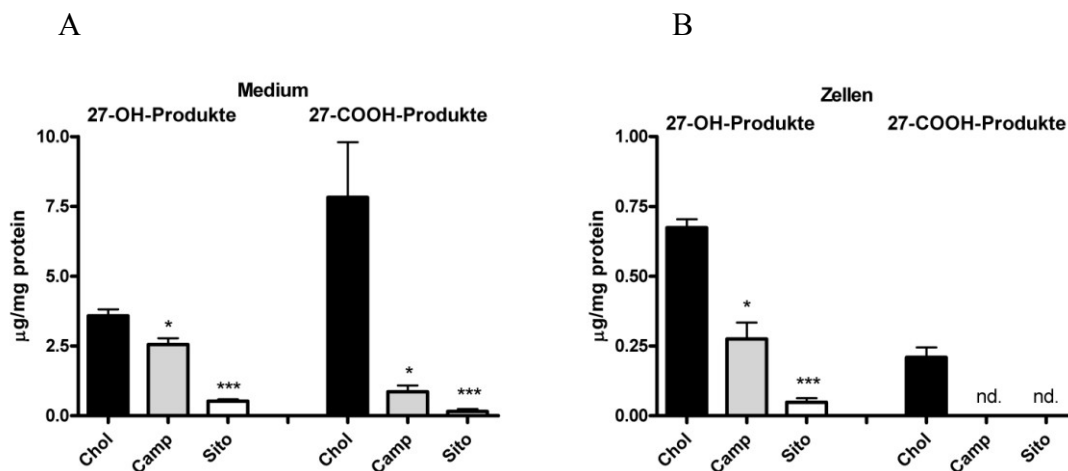 A
Medium
27-OH-Produkte 27-COOH-Produkte
10.0
7.5
5.0
2.5
0.0
µg/mg protein
*
***
*
***
Chol Camp Sito Chol Camp Sito
B
Zellen
27-OH-Produkte 27-COOH-Produkte
1.00
0.75
0.50
0.25
0.00
µg/mg protein
*
***
nd. nd.
Chol Camp Sito Chol Camp Sito